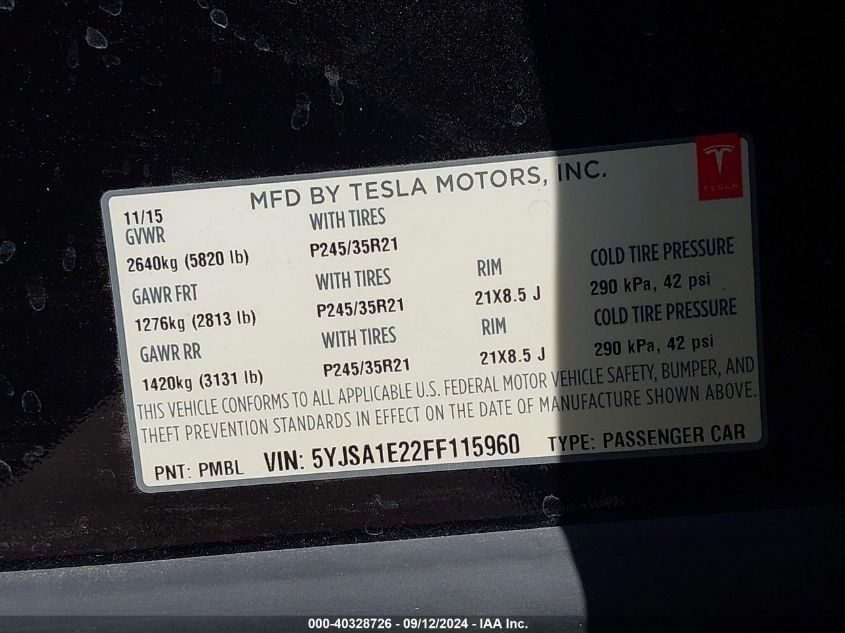 MFD BY TESLA MOTORS, INC.
TESLA
11/15
GVWR WITH TIRES
2640kg (5820 lb) P245/35R21
GAWR FRT WITH TIRES RIM COLD TIRE PRESSURE
1276kg (2813 lb) P245/35R21 21X8.5 J 290 kPa, 42 psi
GAWR RR WITH TIRES RIM COLD TIRE PRESSURE
1420kg (3131 lb) P245/35R21 21X8.5 J 290 kPa, 42 psi
THIS VEHICLE CONFORMS TO ALL APPLICABLE U.S. FEDERAL MOTOR VEHICLE SAFETY, BUMPER, AND
THEFT PREVENTION STANDARDS IN EFFECT ON THE DATE OF MANUFACTURE SHOWN ABOVE.
PNT: PMBL VIN: 5YJSA1E22FF115960 TYPE: PASSENGER CAR
000-40328726 - 09/12/2024 - IAA Inc.